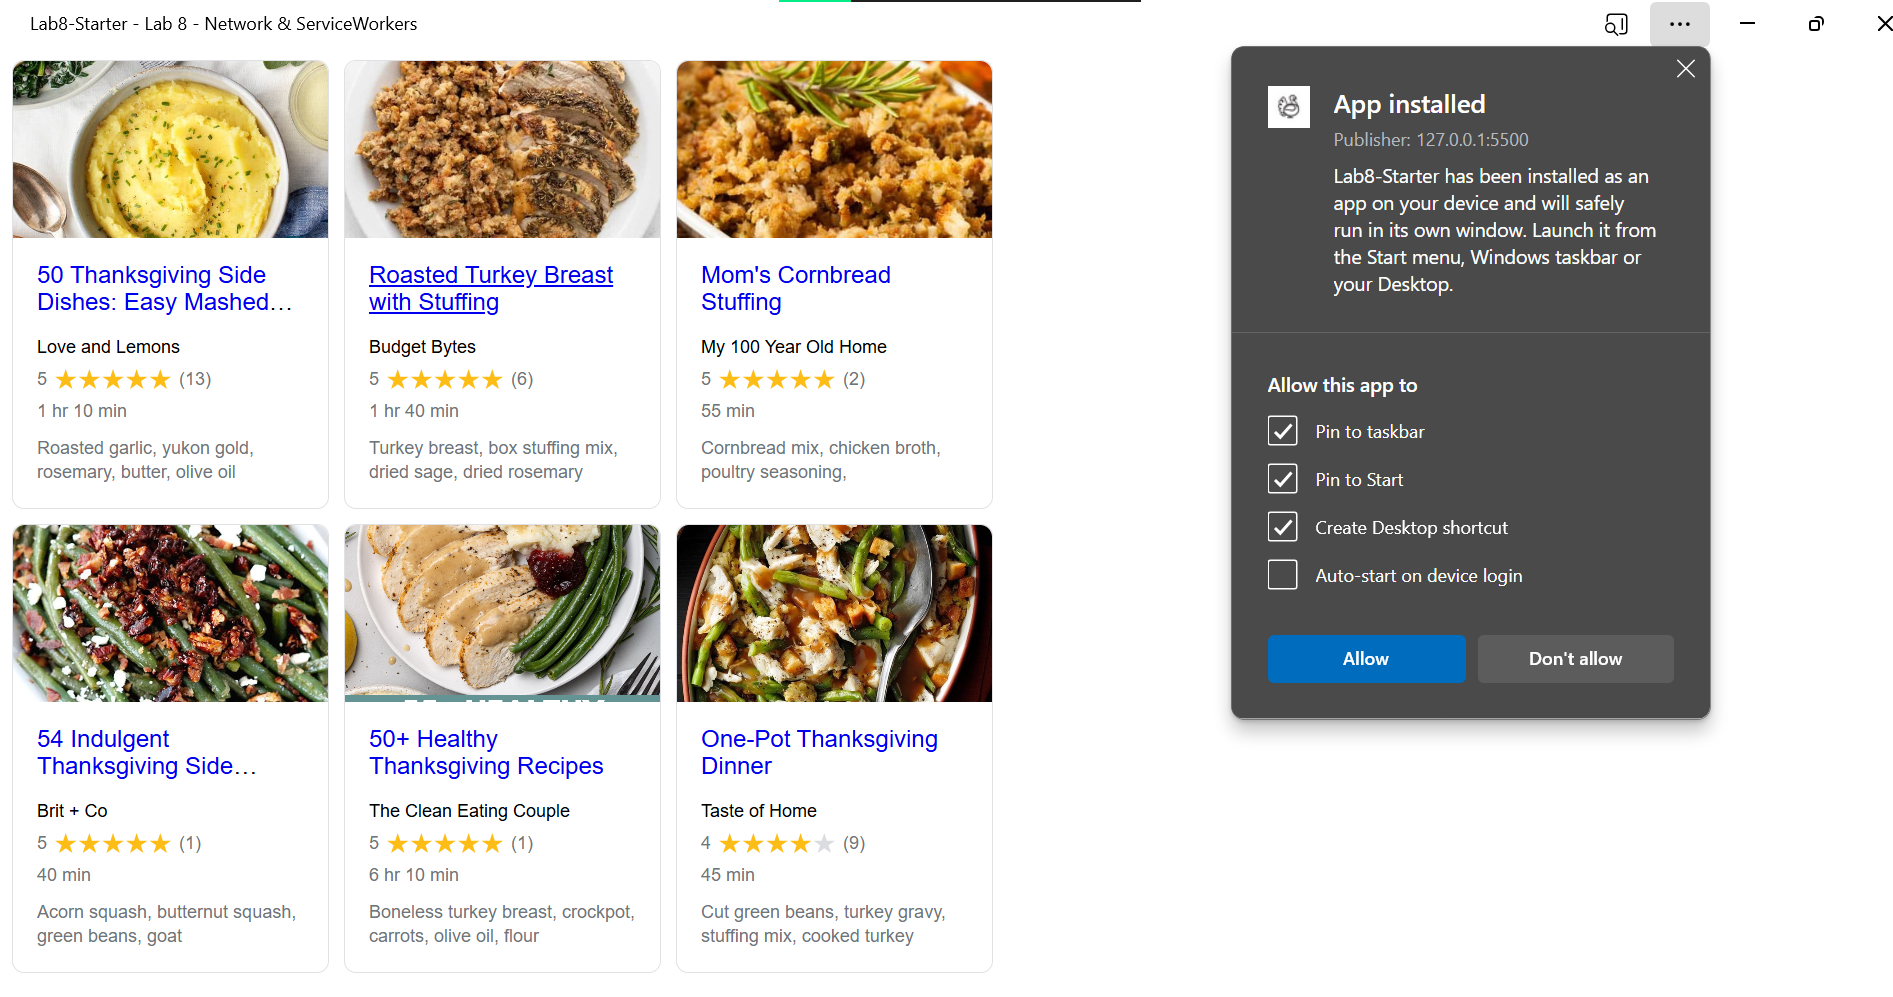 Lab8-Starter - Lab 8 - Network & ServiceWorkers
50 Thanksgiving Side
Dishes: Easy Mashed...
Love and Lemons
5 ★★★★★ (13)
1 hr 10 min
Roasted garlic, yukon gold,
rosemary, butter, olive oil
Roasted Turkey Breast
with Stuffing
Budget Bytes
5 ★★★★★ (6)
1 hr 40 min
Turkey breast, box stuffing mix,
dried sage, dried rosemary
Mom's Cornbread
Stuffing
My 100 Year Old Home
5 ★★★★★ (2)
55 min
Cornbread mix, chicken broth,
poultry seasoning,
54 Indulgent
Thanksgiving Side...
Brit + Co
5 ★★★★★ (1)
40 min
Acorn squash, butternut squash,
green beans, goat
50+ Healthy
Thanksgiving Recipes
The Clean Eating Couple
5 ★★★★★ (1)
6 hr 10 min
Boneless turkey breast, crockpot,
carrots, olive oil, flour
One-Pot Thanksgiving
Dinner
Taste of Home
4 ★★★★★ (9)
45 min
Cut green beans, turkey gravy,
stuffing mix, cooked turkey
App installed
Publisher: 127.0.0.1:5500
Lab8-Starter has been installed as an
app on your device and will safely
run in its own window. Launch it from
the Start menu, Windows taskbar or
your Desktop.
Allow this app to
Pin to taskbar
Pin to Start
Create Desktop shortcut
Auto-start on device login
Allow
Don't allow